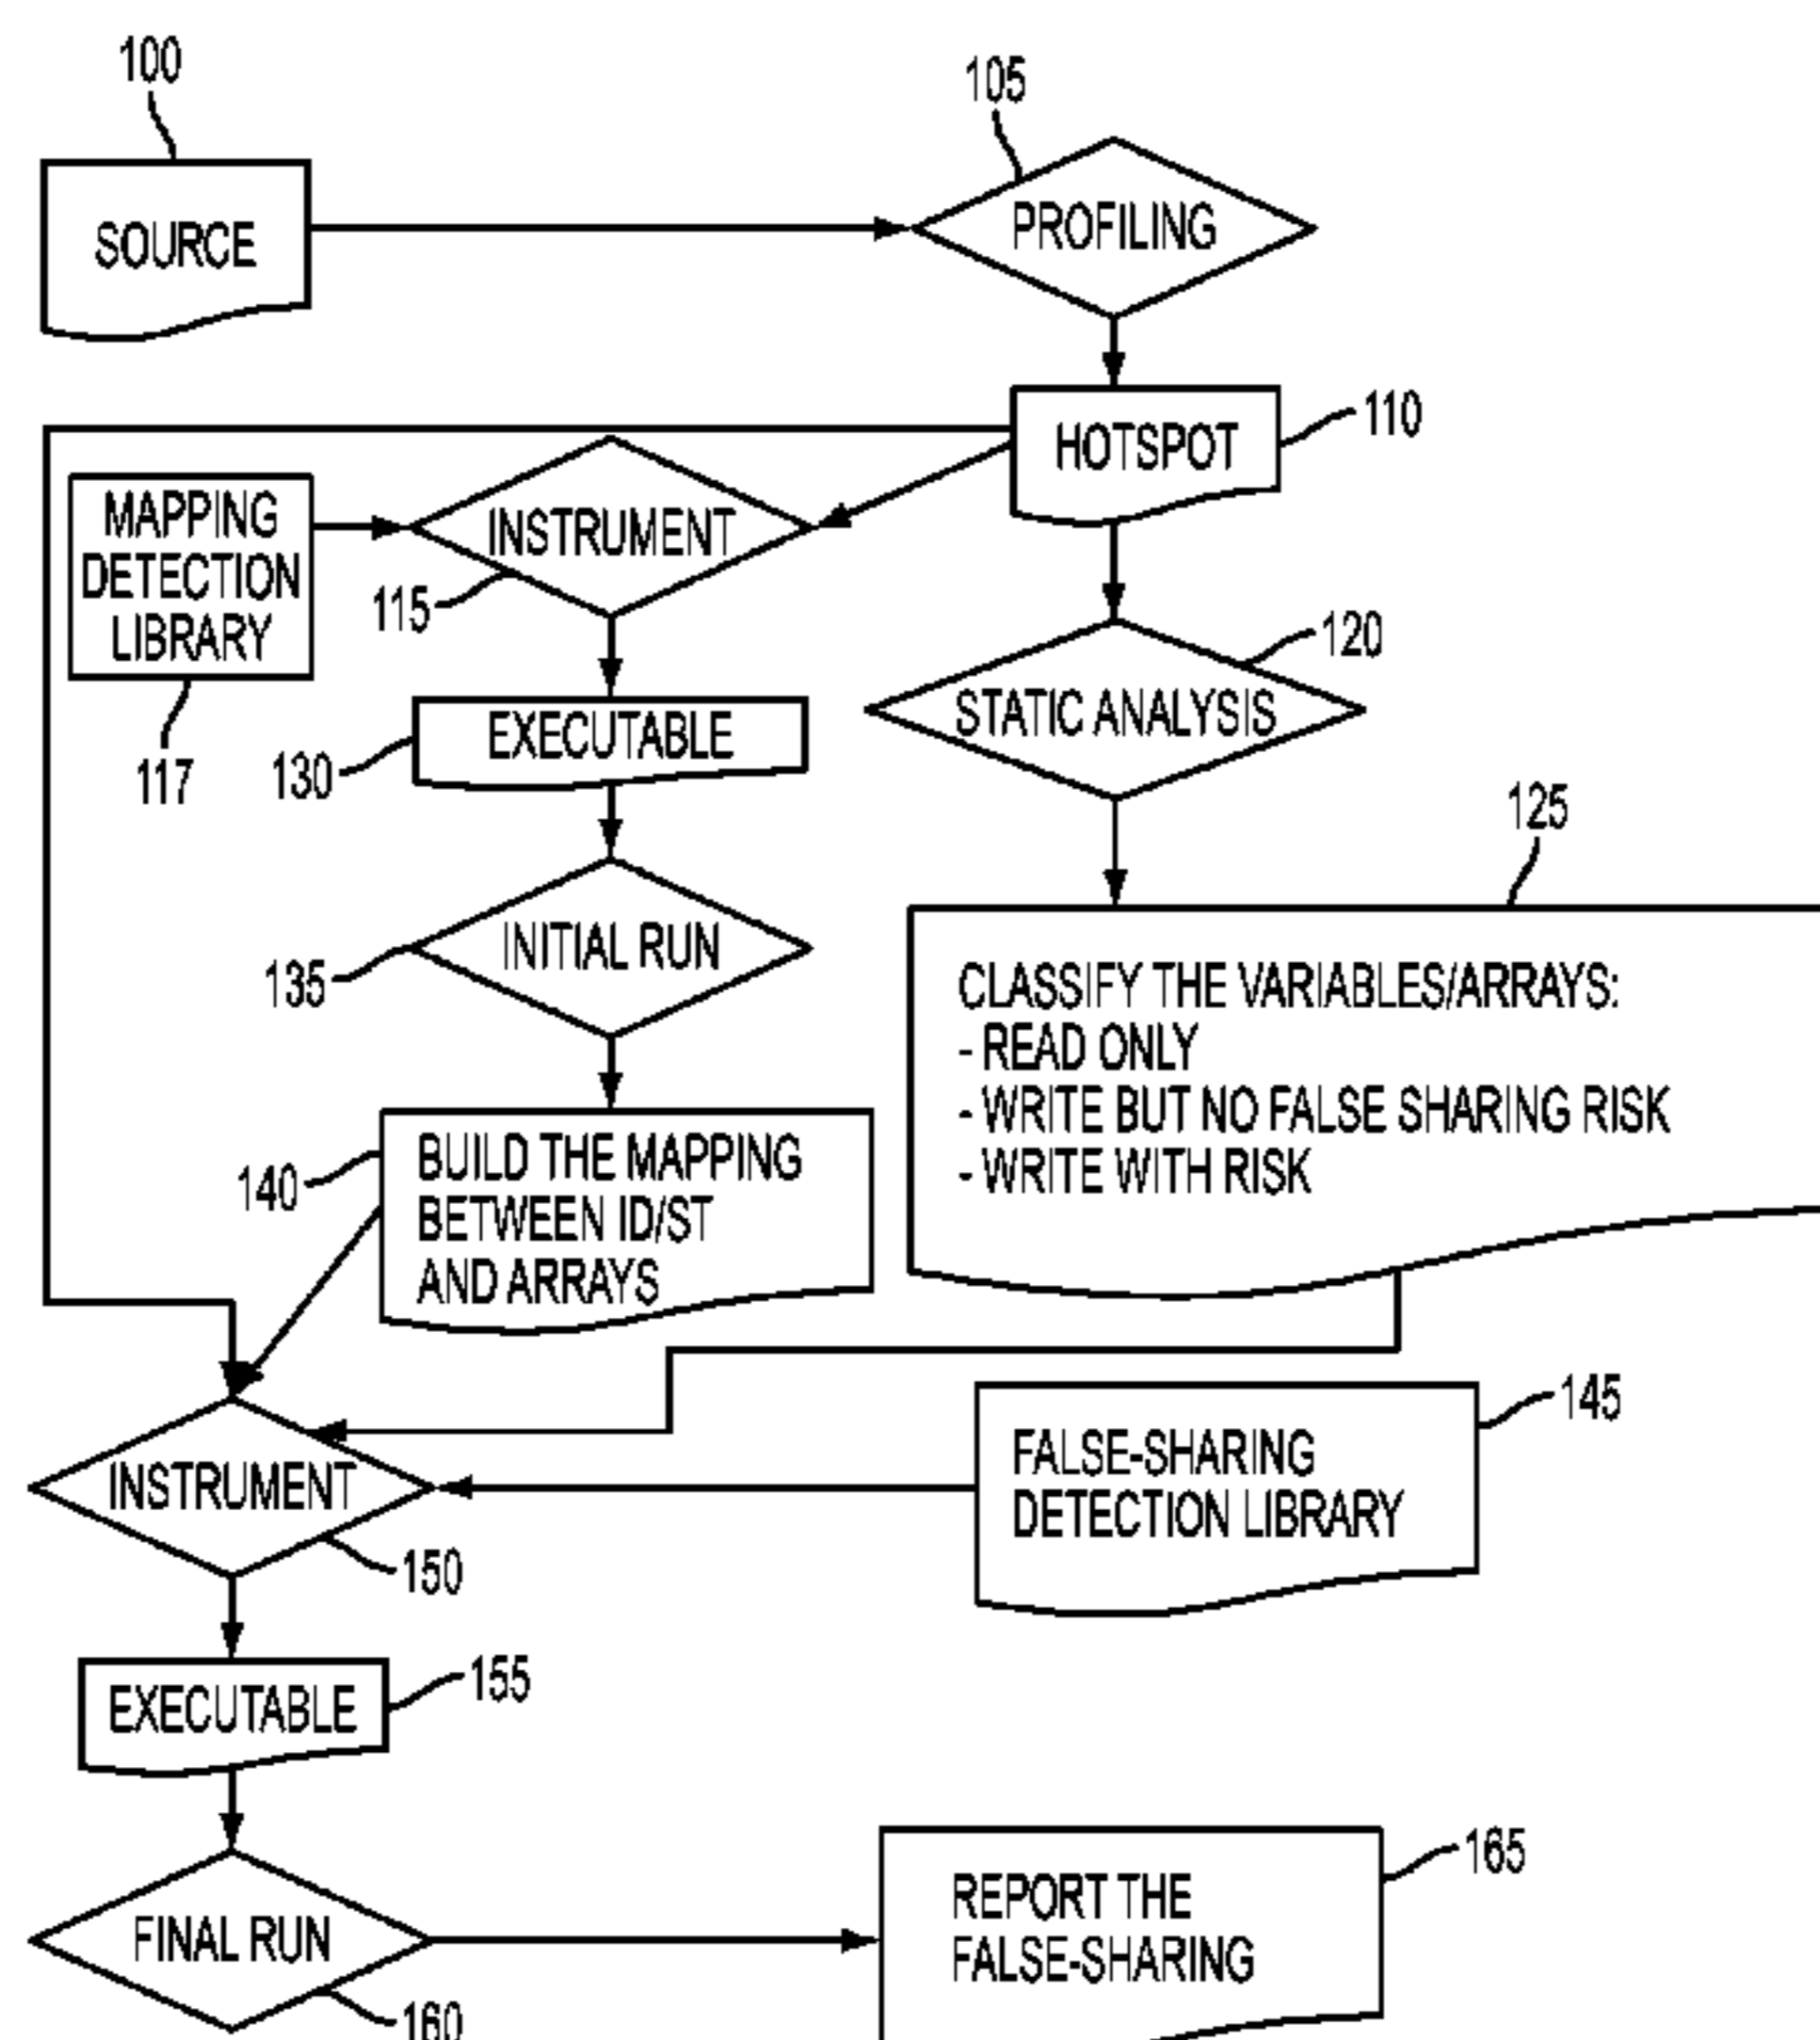 100
105
SOURCE
PROFILING
110
HOTSPOT
MAPPING
DETECTION
LIBRARY
INSTRUMENT
115
117
120
STATIC ANALYSIS
EXECUTABLE
130
125
INITIAL RUN
135
CLASSIFY THE VARIABLES/ARRAYS:
- READ ONLY
- WRITE BUT NO FALSE SHARING RISK
- WRITE WITH RISK
BUILD THE MAPPING
BETWEEN ID/ST
AND ARRAYS
140
145
FALSE-SHARING
DETECTION LIBRARY
INSTRUMENT
150
EXECUTABLE
155
165
REPORT THE
FALSE-SHARING
FINAL RUN
160